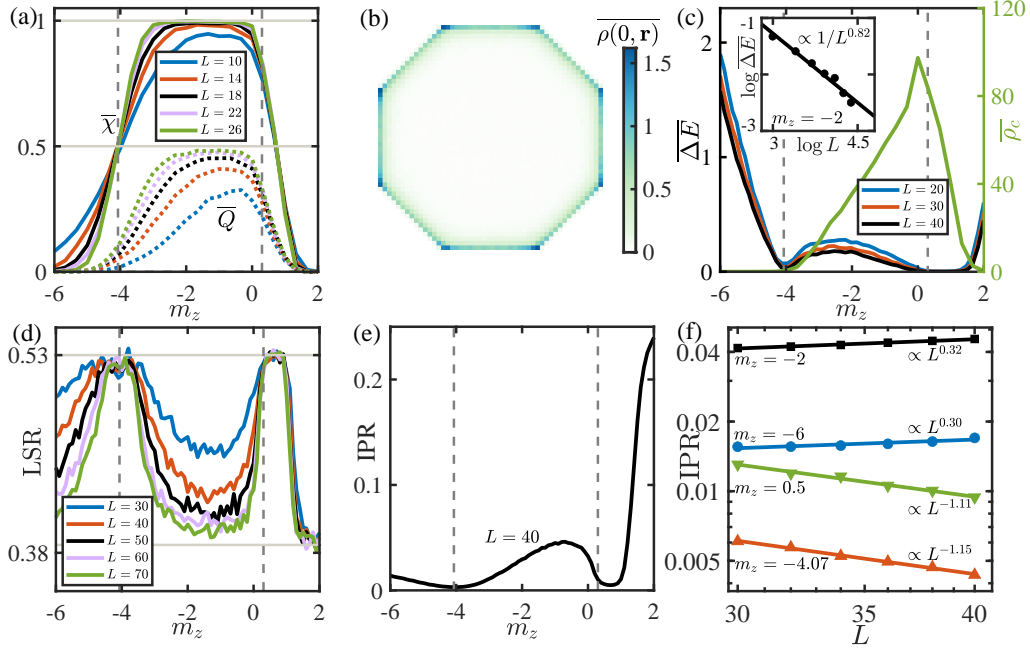 (a)
1
0.5
0
χ
Q
L = 10
L = 14
L = 18
L = 22
L = 26
-6 -4 -2 0 2
m_z
(b)
ρ(0, r)
1.5
1
0.5
0
(c)
ΔE
2
1
0
log ΔE
-1
-3
∝ 1/L^0.82
m_z = −2
3 4.5
log L
L = 20
L = 30
L = 40
120
80
40
0
ρ_c
-6 -4 -2 0 2
m_z
(d)
LSR
0.53
0.38
L = 30
L = 40
L = 50
L = 60
L = 70
-6 -4 -2 0 2
m_z
(e)
IPR
0.2
0.1
0
L = 40
-6 -4 -2 0 2
m_z
(f)
IPR
0.04
0.02
0.01
0.005
m_z = −2
∝ L^0.32
m_z = −6
∝ L^0.30
m_z = 0.5
∝ L^−1.11
m_z = −4.07
∝ L^−1.15
30 35 40
L